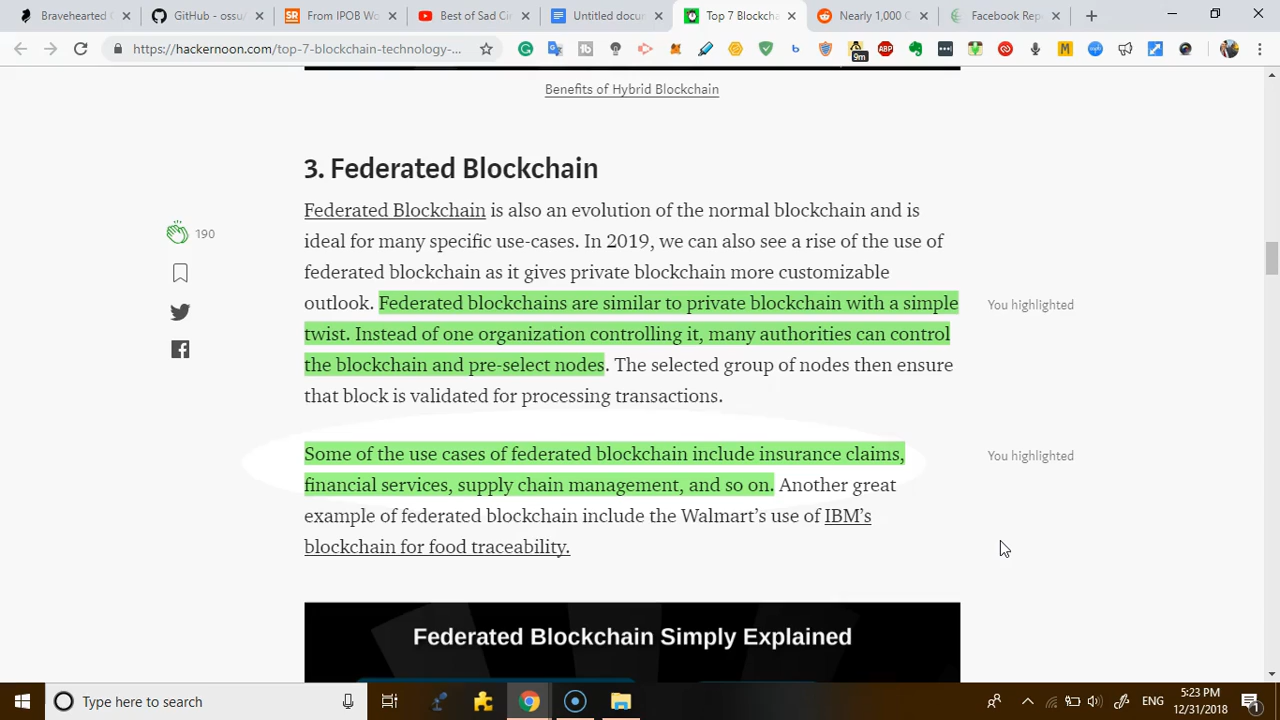 Bravehearted C
GitHub - ossu/
From IPOB Wo
Best of Sad Ci
Untitled docu
Top 7 Blockcha
Nearly 1,000 C
Facebook Rep
https://hackernoon.com/top-7-blockchain-technology-...
9m
ABP
Benefits of Hybrid Blockchain
3. Federated Blockchain
Federated Blockchain is also an evolution of the normal blockchain and is
ideal for many specific use-cases. In 2019, we can also see a rise of the use of
federated blockchain as it gives private blockchain more customizable
outlook. Federated blockchains are similar to private blockchain with a simple
You highlighted
twist. Instead of one organization controlling it, many authorities can control
the blockchain and pre-select nodes. The selected group of nodes then ensure
that block is validated for processing transactions.
190
Some of the use cases of federated blockchain include insurance claims,
You highlighted
financial services, supply chain management, and so on. Another great
example of federated blockchain include the Walmart’s use of IBM’s
blockchain for food traceability.
Federated Blockchain Simply Explained
Type here to search
ENG
5:23 PM
12/31/2018